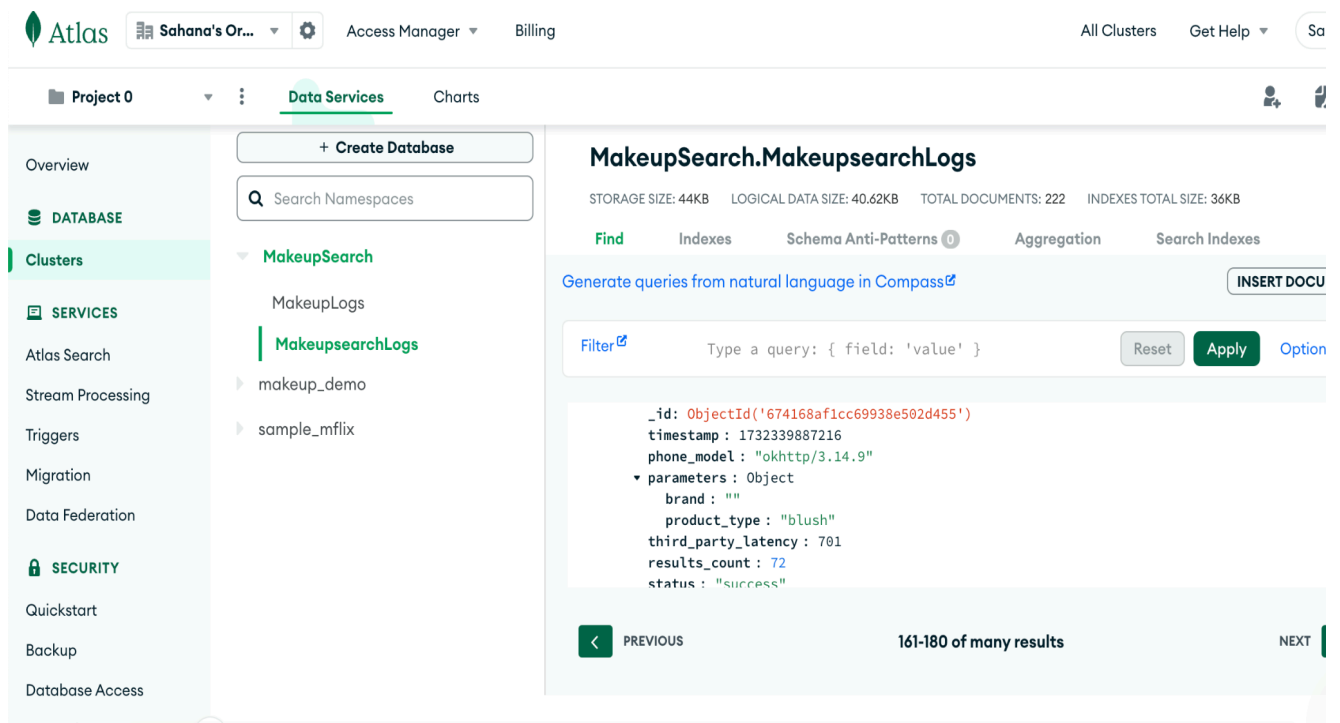 Atlas Sahana's Or... Access Manager Billing All Clusters Get Help Sa
Project 0 Data Services Charts
Overview
DATABASE
Clusters
SERVICES
Atlas Search
Stream Processing
Triggers
Migration
Data Federation
SECURITY
Quickstart
Backup
Database Access
+ Create Database
Search Namespaces
MakeupSearch
MakeupLogs
MakeupsearchLogs
makeup_demo
sample_mflix
MakeupSearch.MakeupsearchLogs
STORAGE SIZE: 44KB LOGICAL DATA SIZE: 40.62KB TOTAL DOCUMENTS: 222 INDEXES TOTAL SIZE: 36KB
Find Indexes Schema Anti-Patterns 0 Aggregation Search Indexes
Generate queries from natural language in Compass INSERT DOCU
Filter Type a query: { field: 'value' } Reset Apply Option
_id: ObjectId('674168af1cc69938e502d455')
timestamp : 1732339887216
phone_model : "okhttp/3.14.9"
parameters : Object
brand : ""
product_type : "blush"
third_party_latency : 701
results_count : 72
status : "success"
PREVIOUS 161-180 of many results NEXT